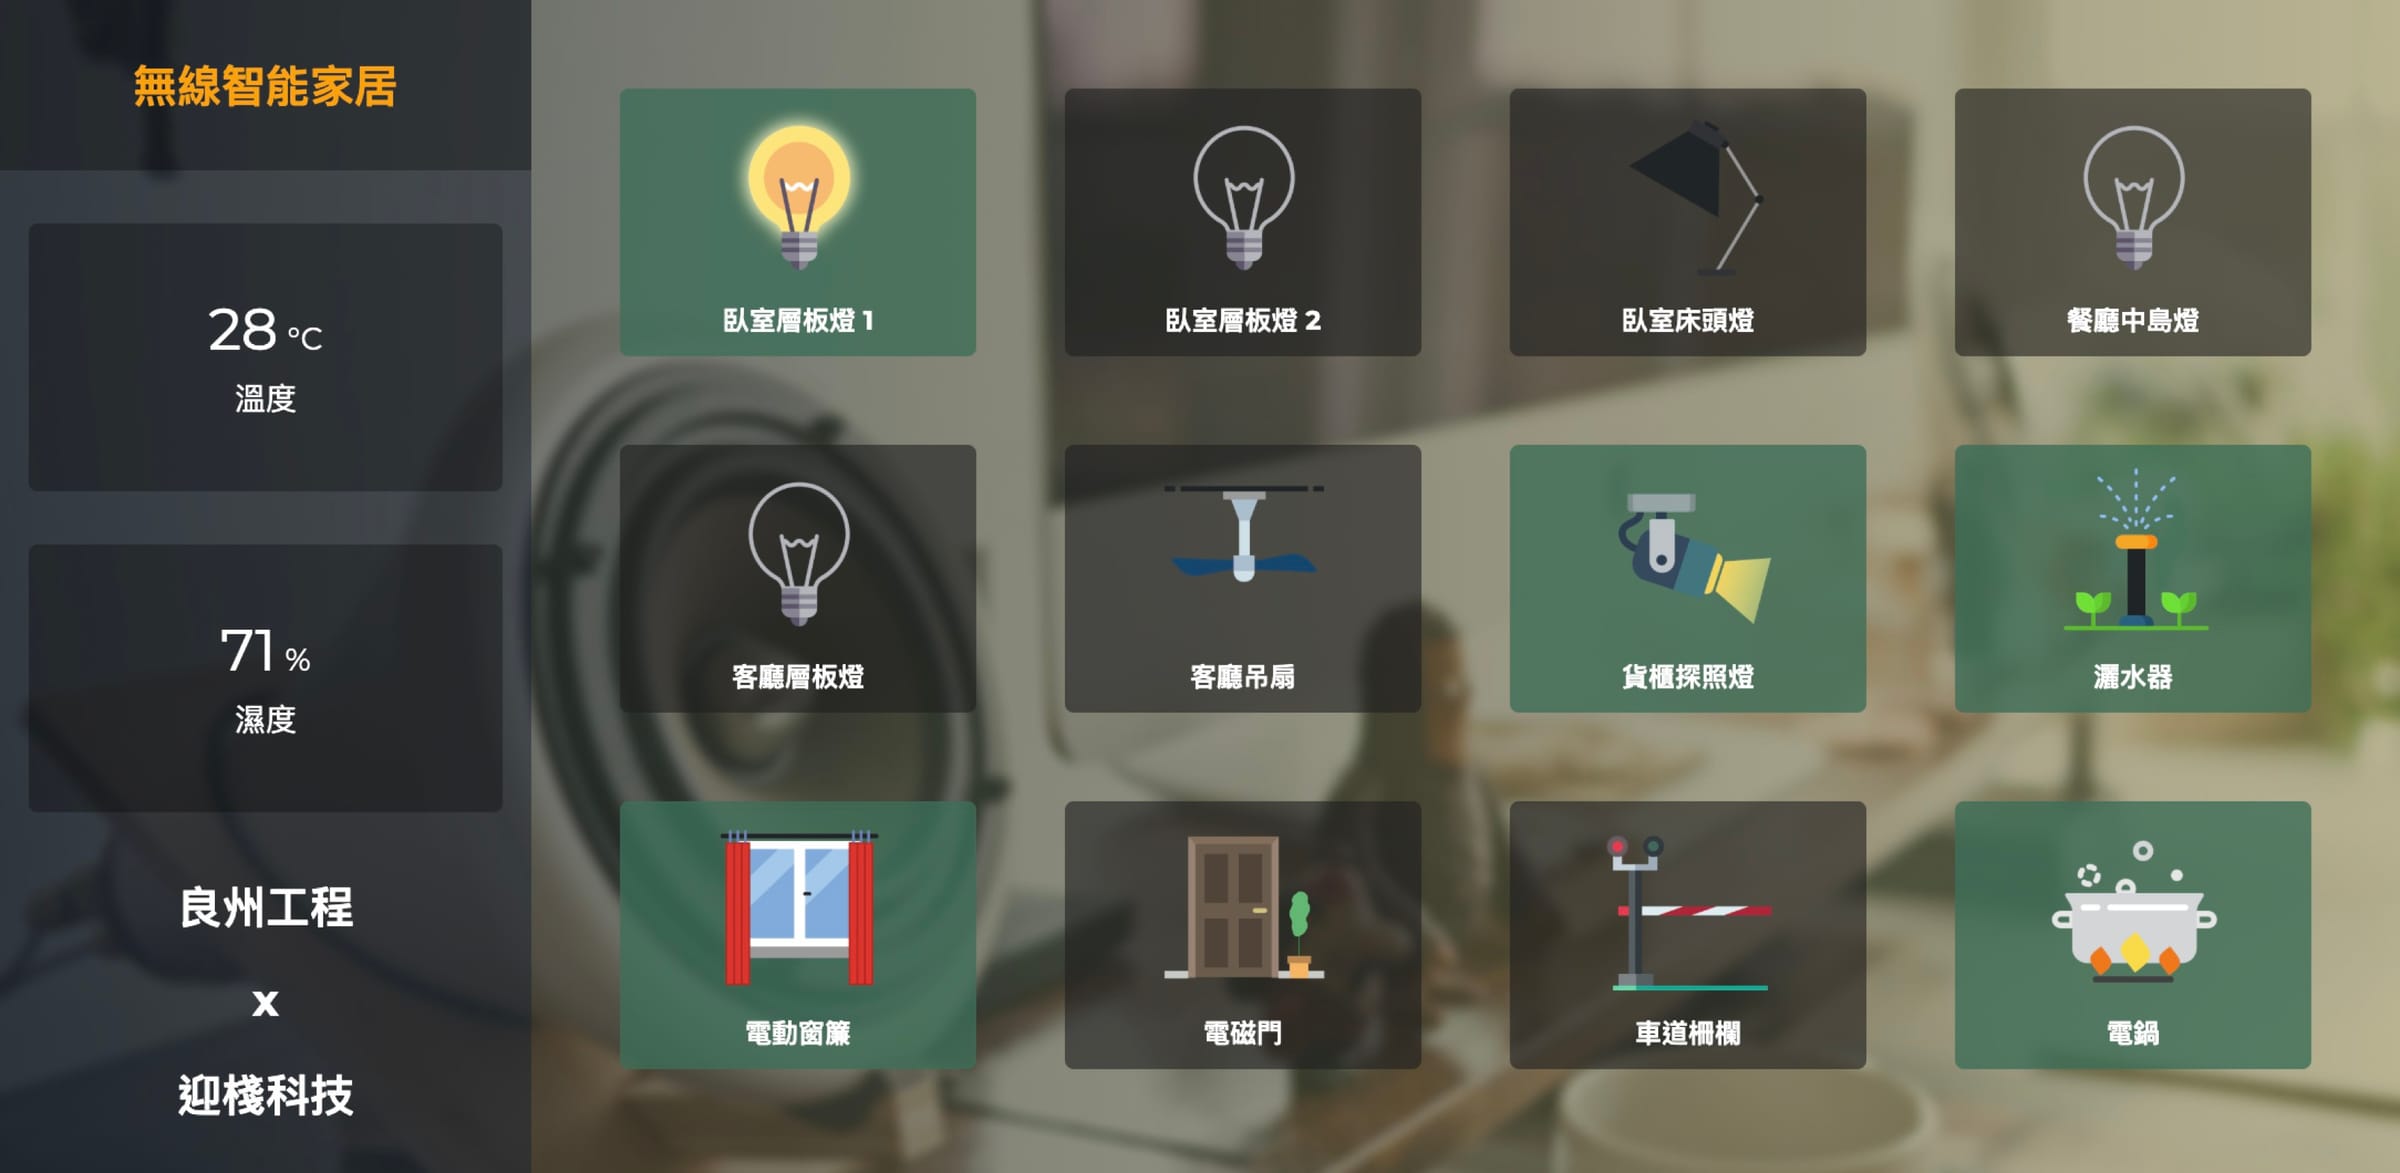 無線智能家居
28 °C
溫度
71 %
濕度
良州工程
x
迎棧科技
臥室層板燈 1
臥室層板燈 2
臥室床頭燈
餐廳中島燈
客廳層板燈
客廳吊扇
貨櫃探照燈
灑水器
電動窗簾
電磁門
車道柵欄
電鍋